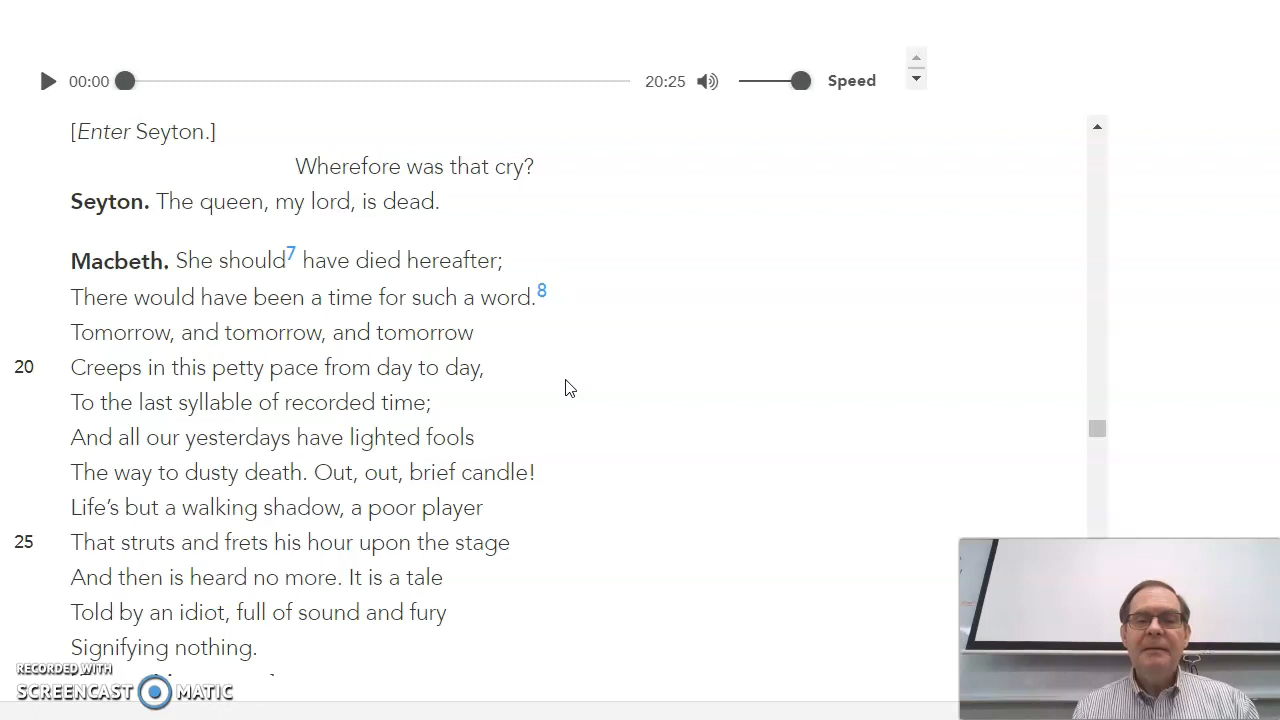 00:00 20:25 Speed
[Enter Seyton.]
Wherefore was that cry?
Seyton. The queen, my lord, is dead.
Macbeth. She should7 have died hereafter;
There would have been a time for such a word.8
Tomorrow, and tomorrow, and tomorrow
20 Creeps in this petty pace from day to day,
To the last syllable of recorded time;
And all our yesterdays have lighted fools
The way to dusty death. Out, out, brief candle!
Life’s but a walking shadow, a poor player
25 That struts and frets his hour upon the stage
And then is heard no more. It is a tale
Told by an idiot, full of sound and fury
Signifying nothing.
RECORDED WITH
SCREENCAST MATIC